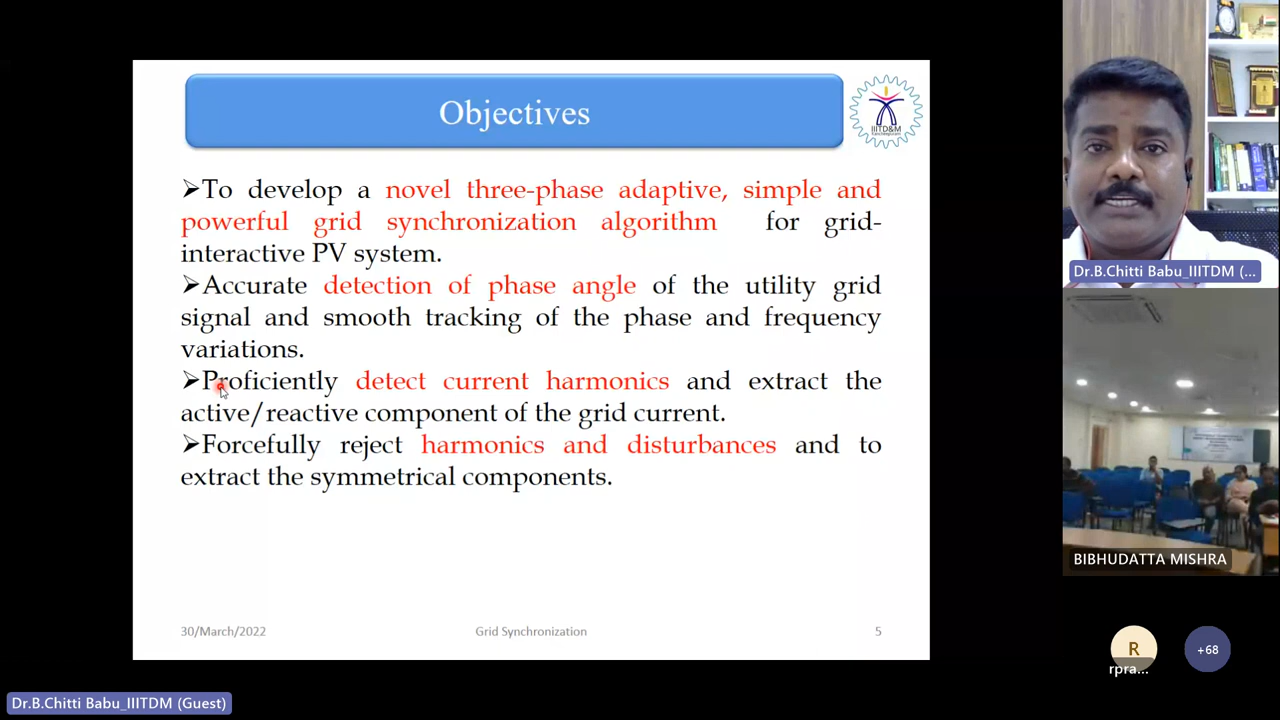 Objectives
IIITD&M
Kancheepuram
➢To develop a novel three-phase adaptive, simple and
powerful grid synchronization algorithm for grid-
interactive PV system.
➢Accurate detection of phase angle of the utility grid
signal and smooth tracking of the phase and frequency
variations.
➢Proficiently detect current harmonics and extract the
active/reactive component of the grid current.
➢Forcefully reject harmonics and disturbances and to
extract the symmetrical components.
30/March/2022
Grid Synchronization
5
Dr.B.Chitti Babu_IIITDM (...
BIBHUDATTA MISHRA
R
rpra...
+68
Dr.B.Chitti Babu_IIITDM (Guest)